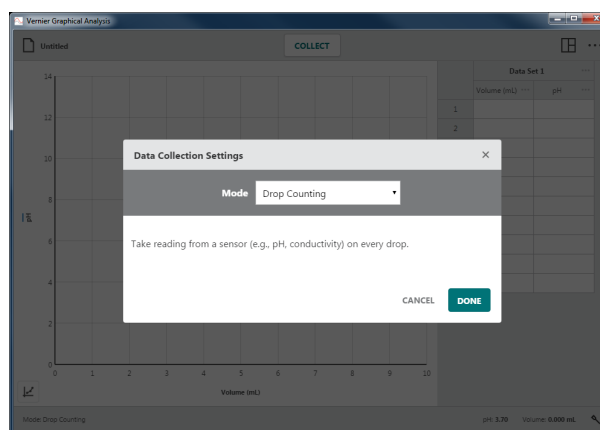 Vernier Graphical Analysis
Untitled
COLLECT
Data Set 1
Volume (mL)
pH
1
2
14
12
10
8
6
4
2
0
pH
Data Collection Settings
Mode
Drop Counting
Take reading from a sensor (e.g., pH, conductivity) on every drop.
CANCEL
DONE
0 1 2 3 4 5 6 7 8 9 10
Volume (mL)
Mode: Drop Counting
pH: 3.70 Volume: 0.000 mL